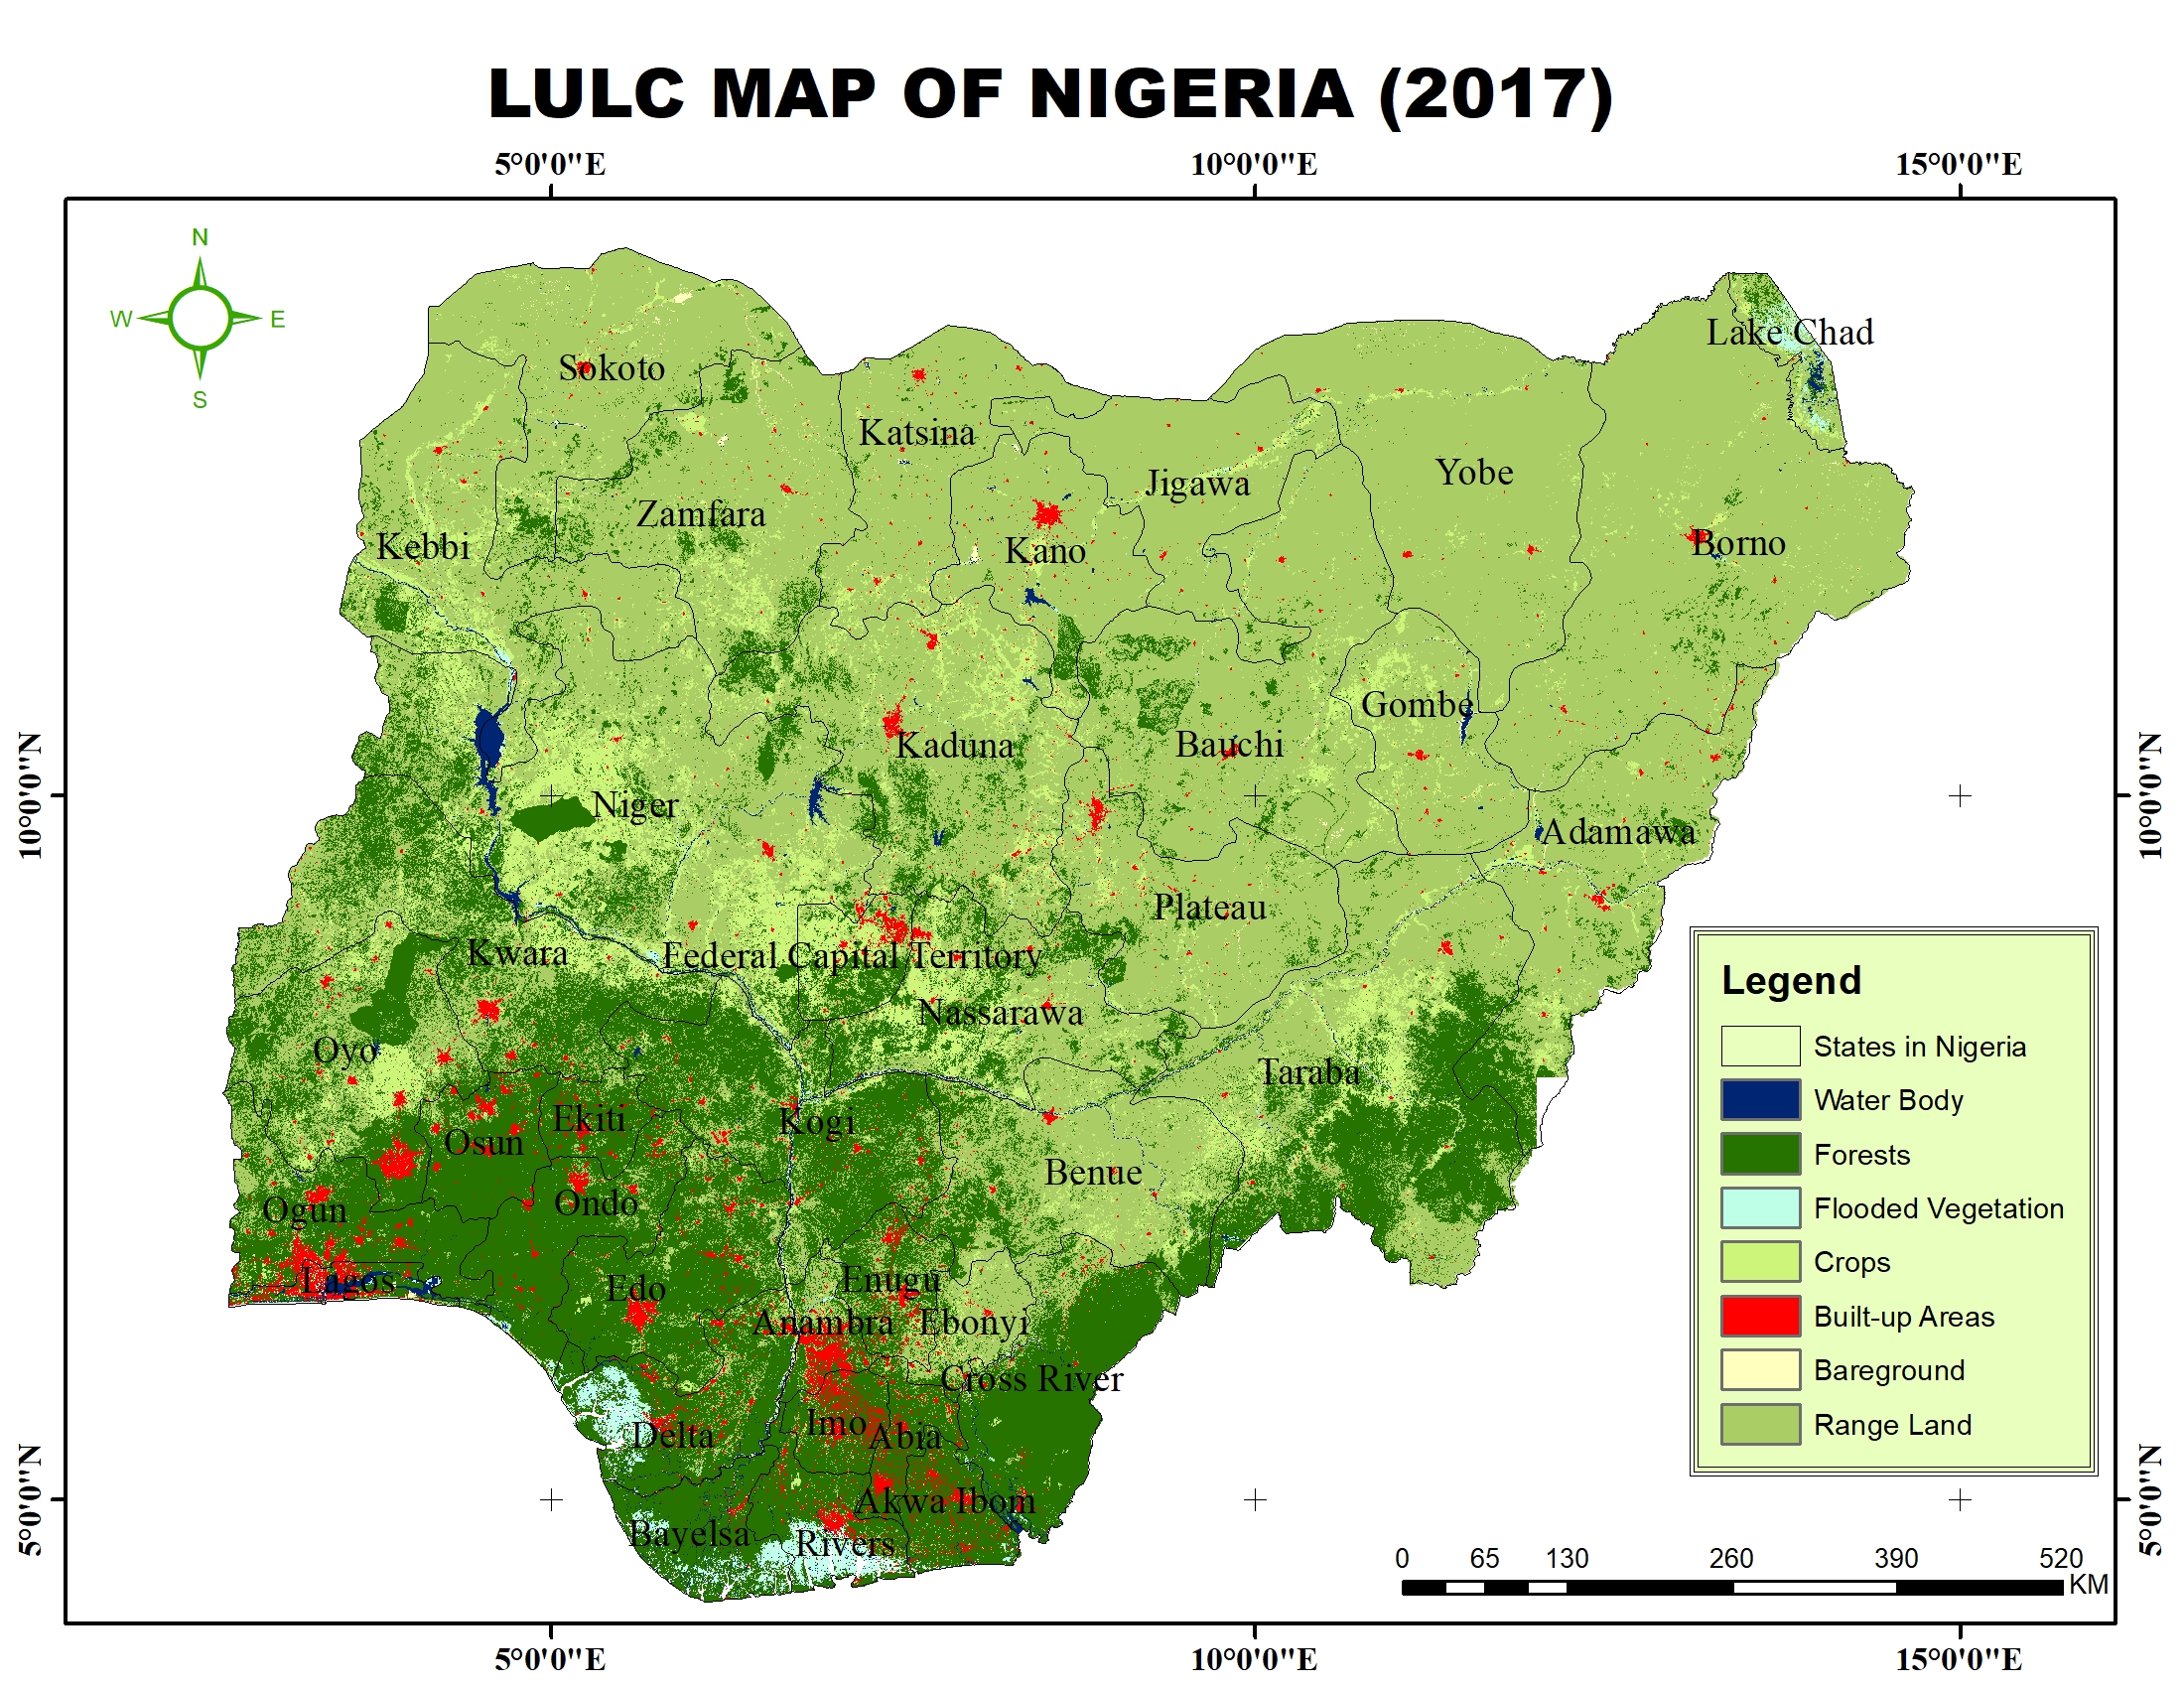 LULC MAP OF NIGERIA (2017)
5°0'0"E 10°0'0"E 15°0'0"E
N
W E
S
Lake Chad
Sokoto
Katsina
Yobe
Jigawa
Zamfara
Borno
Kebbi
Kano
Gombe
Kaduna
Bauchi
10°0'0"N
10°0'0"N
Niger
Adamawa
Plateau
Kwara
Federal Capital Territory
Nassarawa
Oyo
Taraba
Ekiti
Kogi
Osun
Benue
Ondo
Ogun
Lagos
Edo
Enugu
Anambra
Ebonyi
Cross River
Imo
Delta
Abia
Akwa Ibom
Bayelsa
Rivers
5°0'0"N
5°0'0"N
Legend
States in Nigeria
Water Body
Forests
Flooded Vegetation
Crops
Built-up Areas
Bareground
Range Land
0 65 130 260 390 520
KM
5°0'0"E 10°0'0"E 15°0'0"E